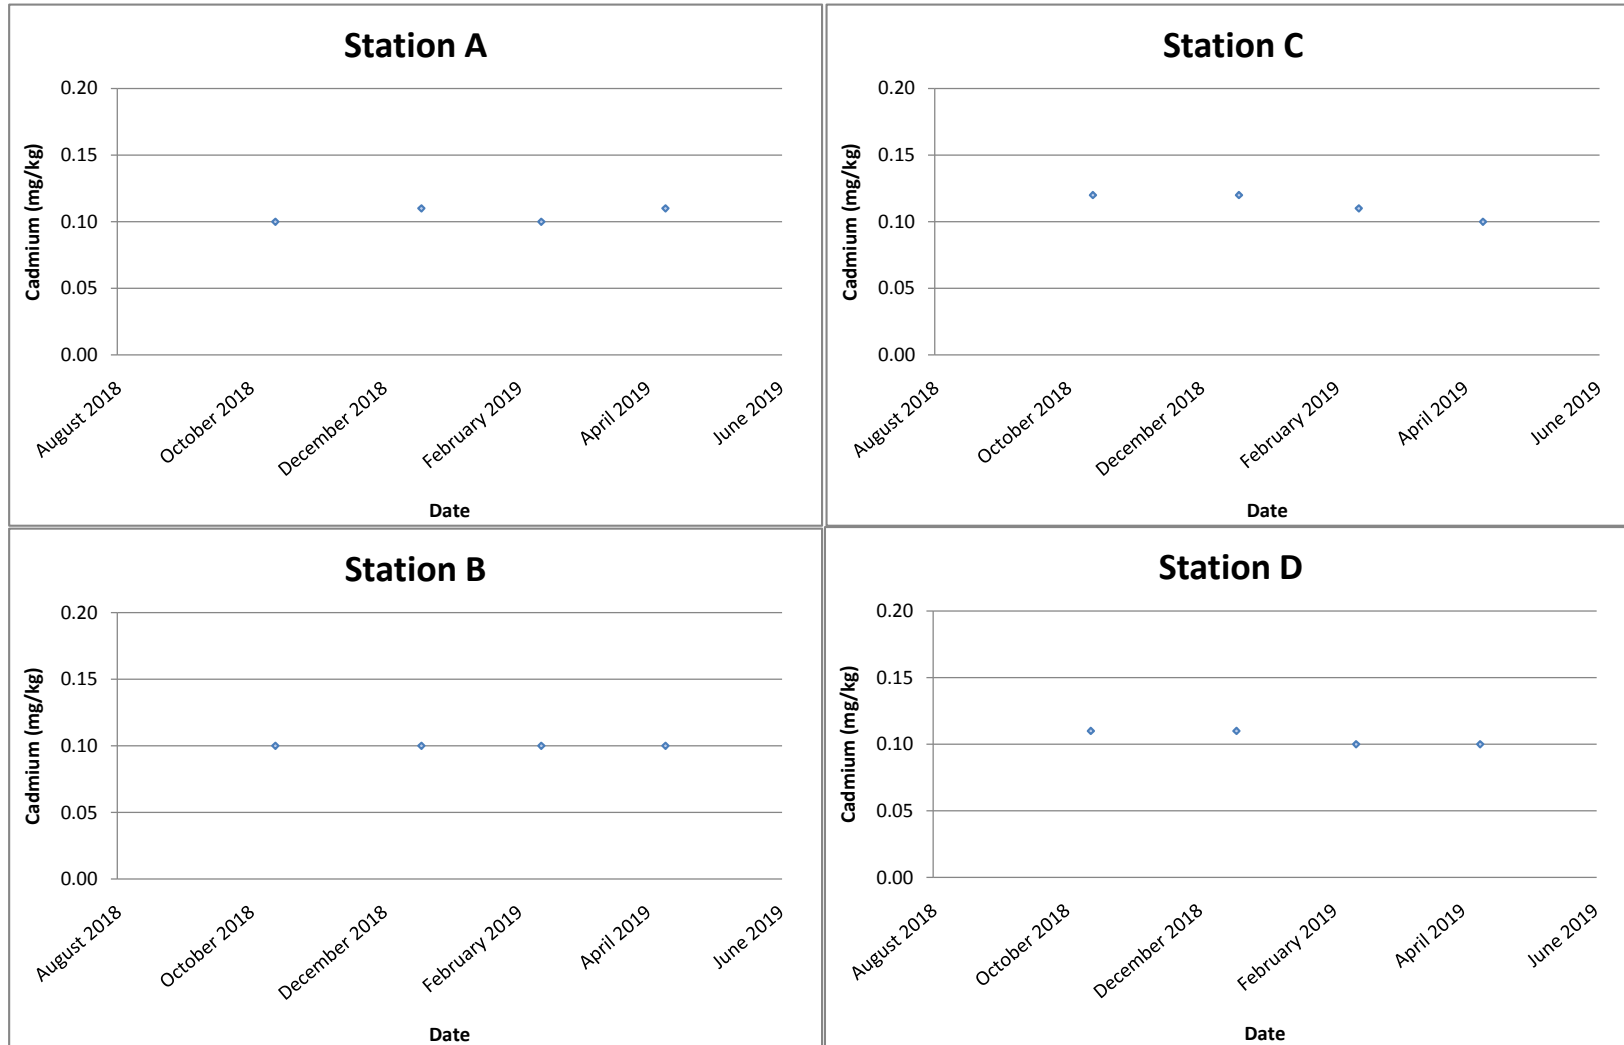 Station A
Cadmium (mg/kg)
0.20
0.15
0.10
0.05
0.00
August 2018
October 2018
December 2018
February 2019
April 2019
June 2019
Date
Station C
Cadmium (mg/kg)
0.20
0.15
0.10
0.05
0.00
August 2018
October 2018
December 2018
February 2019
April 2019
June 2019
Date
Station B
Cadmium (mg/kg)
0.20
0.15
0.10
0.05
0.00
August 2018
October 2018
December 2018
February 2019
April 2019
June 2019
Date
Station D
Cadmium (mg/kg)
0.20
0.15
0.10
0.05
0.00
August 2018
October 2018
December 2018
February 2019
April 2019
June 2019
Date